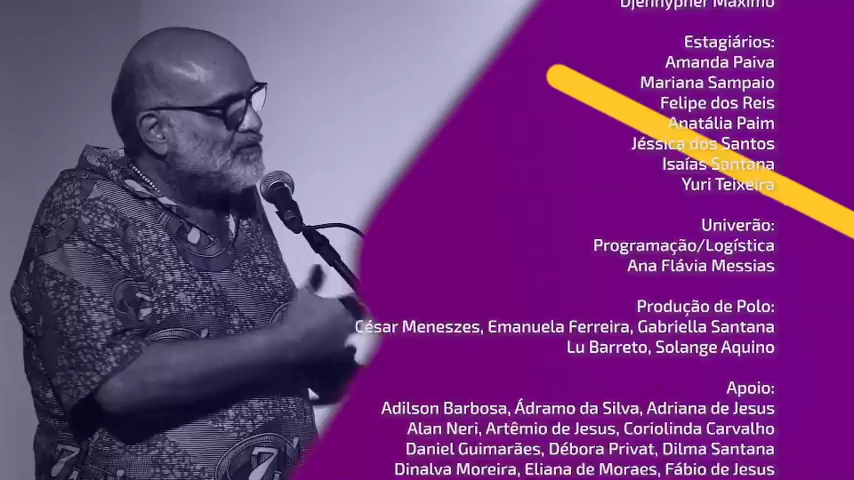 Djennypher Máximo
Estagiários:
Amanda Paiva
Mariana Sampaio
Felipe dos Reis
Anatália Paim
Jéssica dos Santos
Isaías Santana
Yuri Teixeira
Univerão:
Programação/Logística
Ana Flávia Messias
Produção de Polo:
César Meneszes, Emanuela Ferreira, Gabriella Santana
Lu Barreto, Solange Aquino
Apoio:
Adilson Barbosa, Ádramo da Silva, Adriana de Jesus
Alan Neri, Artêmio de Jesus, Coriolinda Carvalho
Daniel Guimarães, Débora Privat, Dilma Santana
Dinalva Moreira, Eliana de Moraes, Fábio de Jesus
7